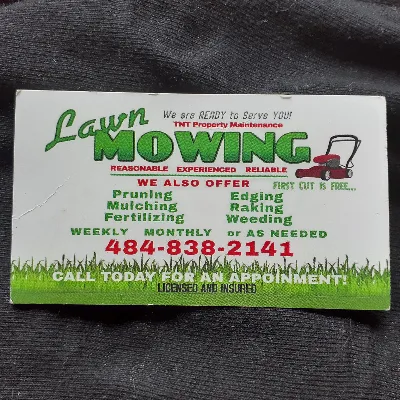 Lawn
We are READY to Serve YOU!
TNT Property Maintenance
MOWING
REASONABLE EXPERIENCED RELIABLE
WE ALSO OFFER
FIRST CUT IS FREE...
Pruning Edging
Mulching Raking
Fertilizing Weeding
WEEKLY MONTHLY or AS NEEDED
484-838-2141
CALL TODAY FOR AN APPOINMENT!
LICENSED AND INSURED